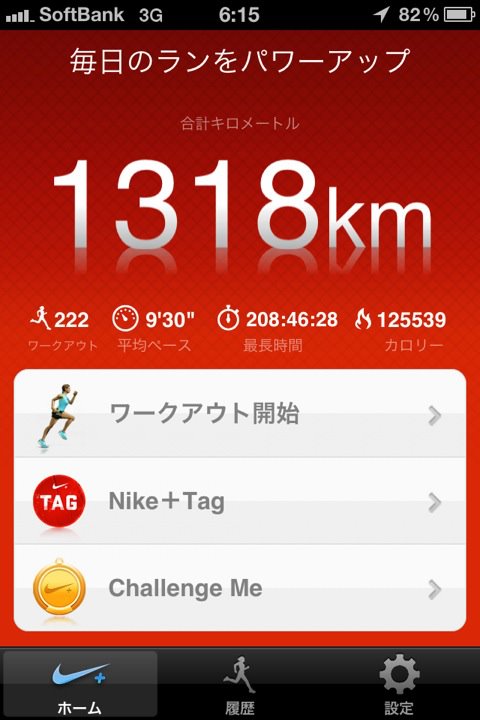 SoftBank 3G 6:15 82%
毎日のランをパワーアップ
合計キロメートル
1318km
222 9'30" 208:46:28 125539
ワークアウト 平均ペース 最長時間 カロリー
ワークアウト開始
TAG
Nike＋Tag
Challenge Me
ホーム 履歴 設定